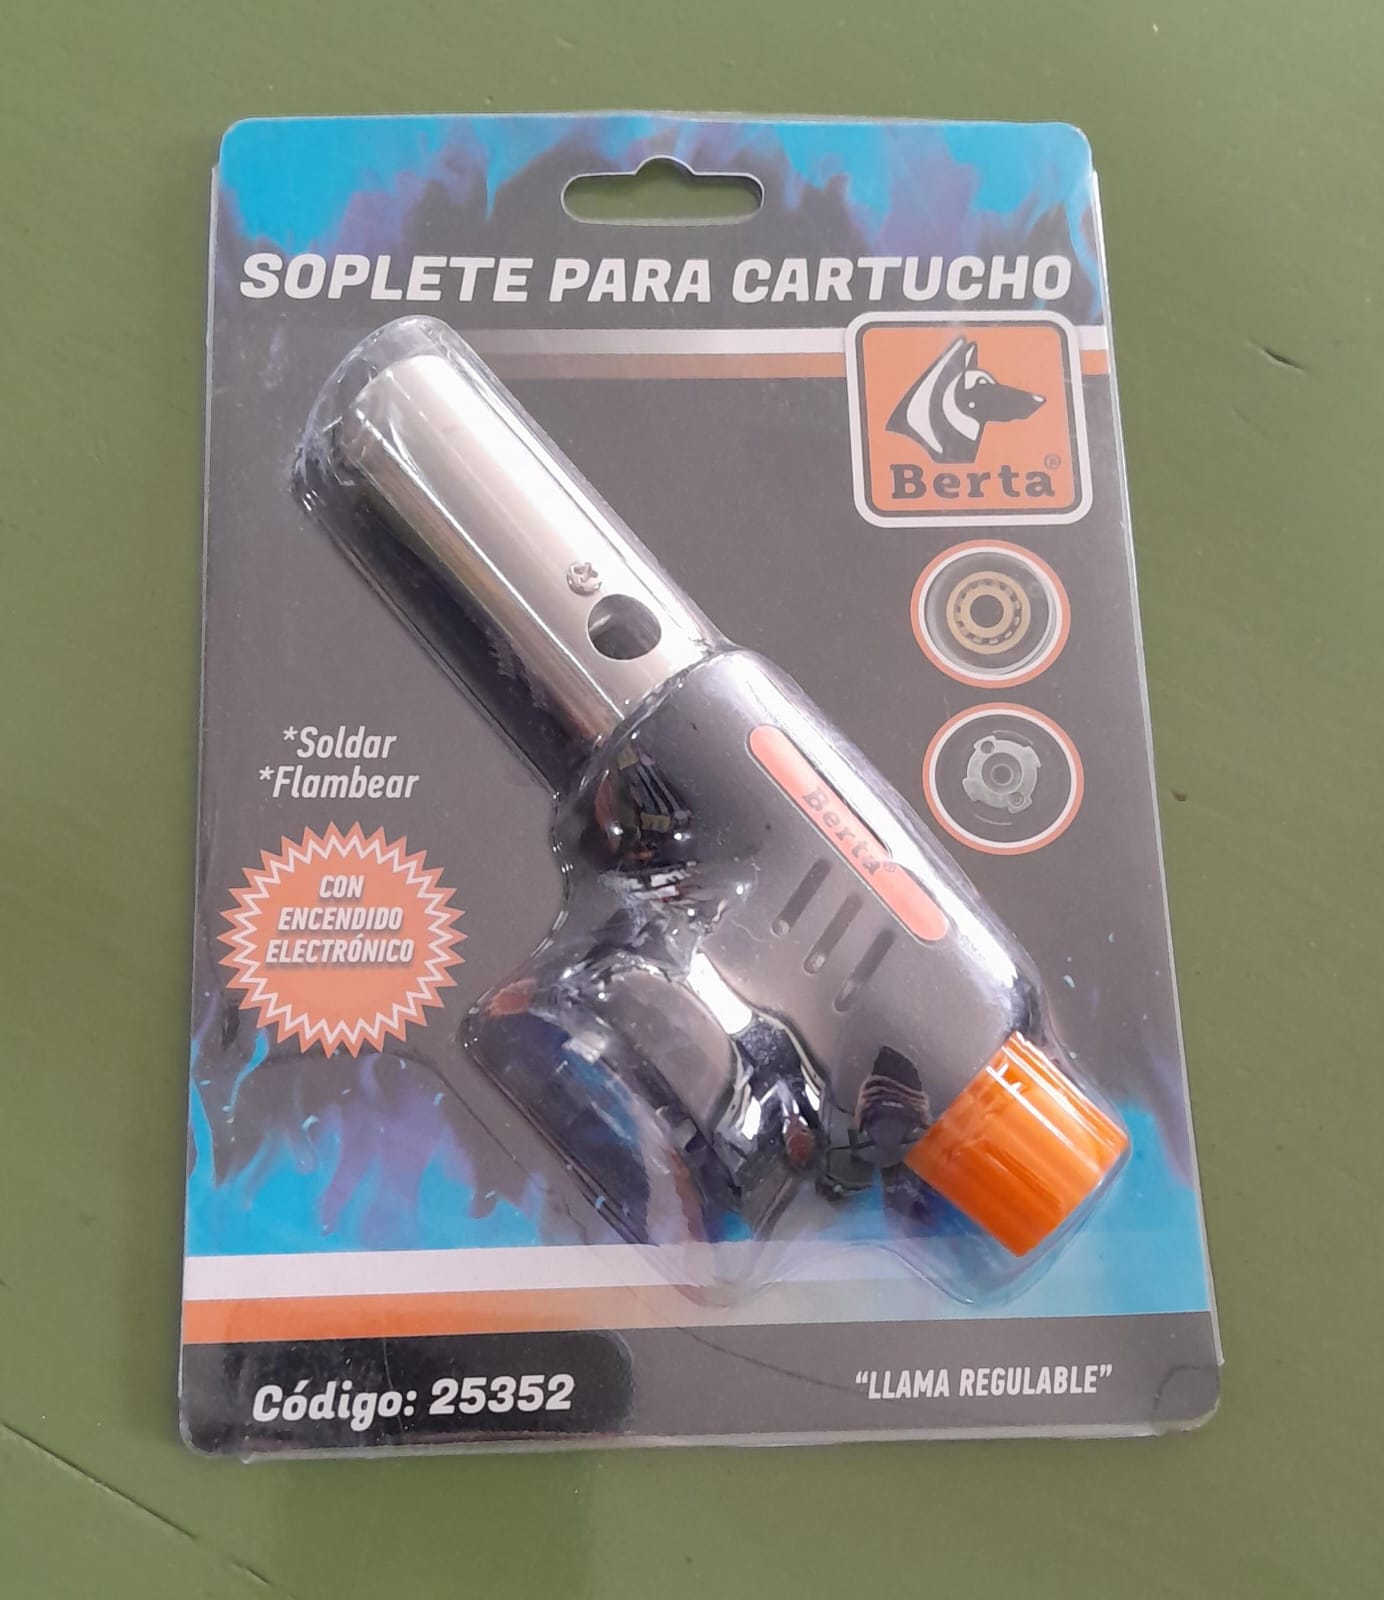 SOPLETE PARA CARTUCHO
Berta®
*Soldar
*Flambear
Berta®
CON
ENCENDIDO
ELECTRÓNICO
Código: 25352
“LLAMA REGULABLE”